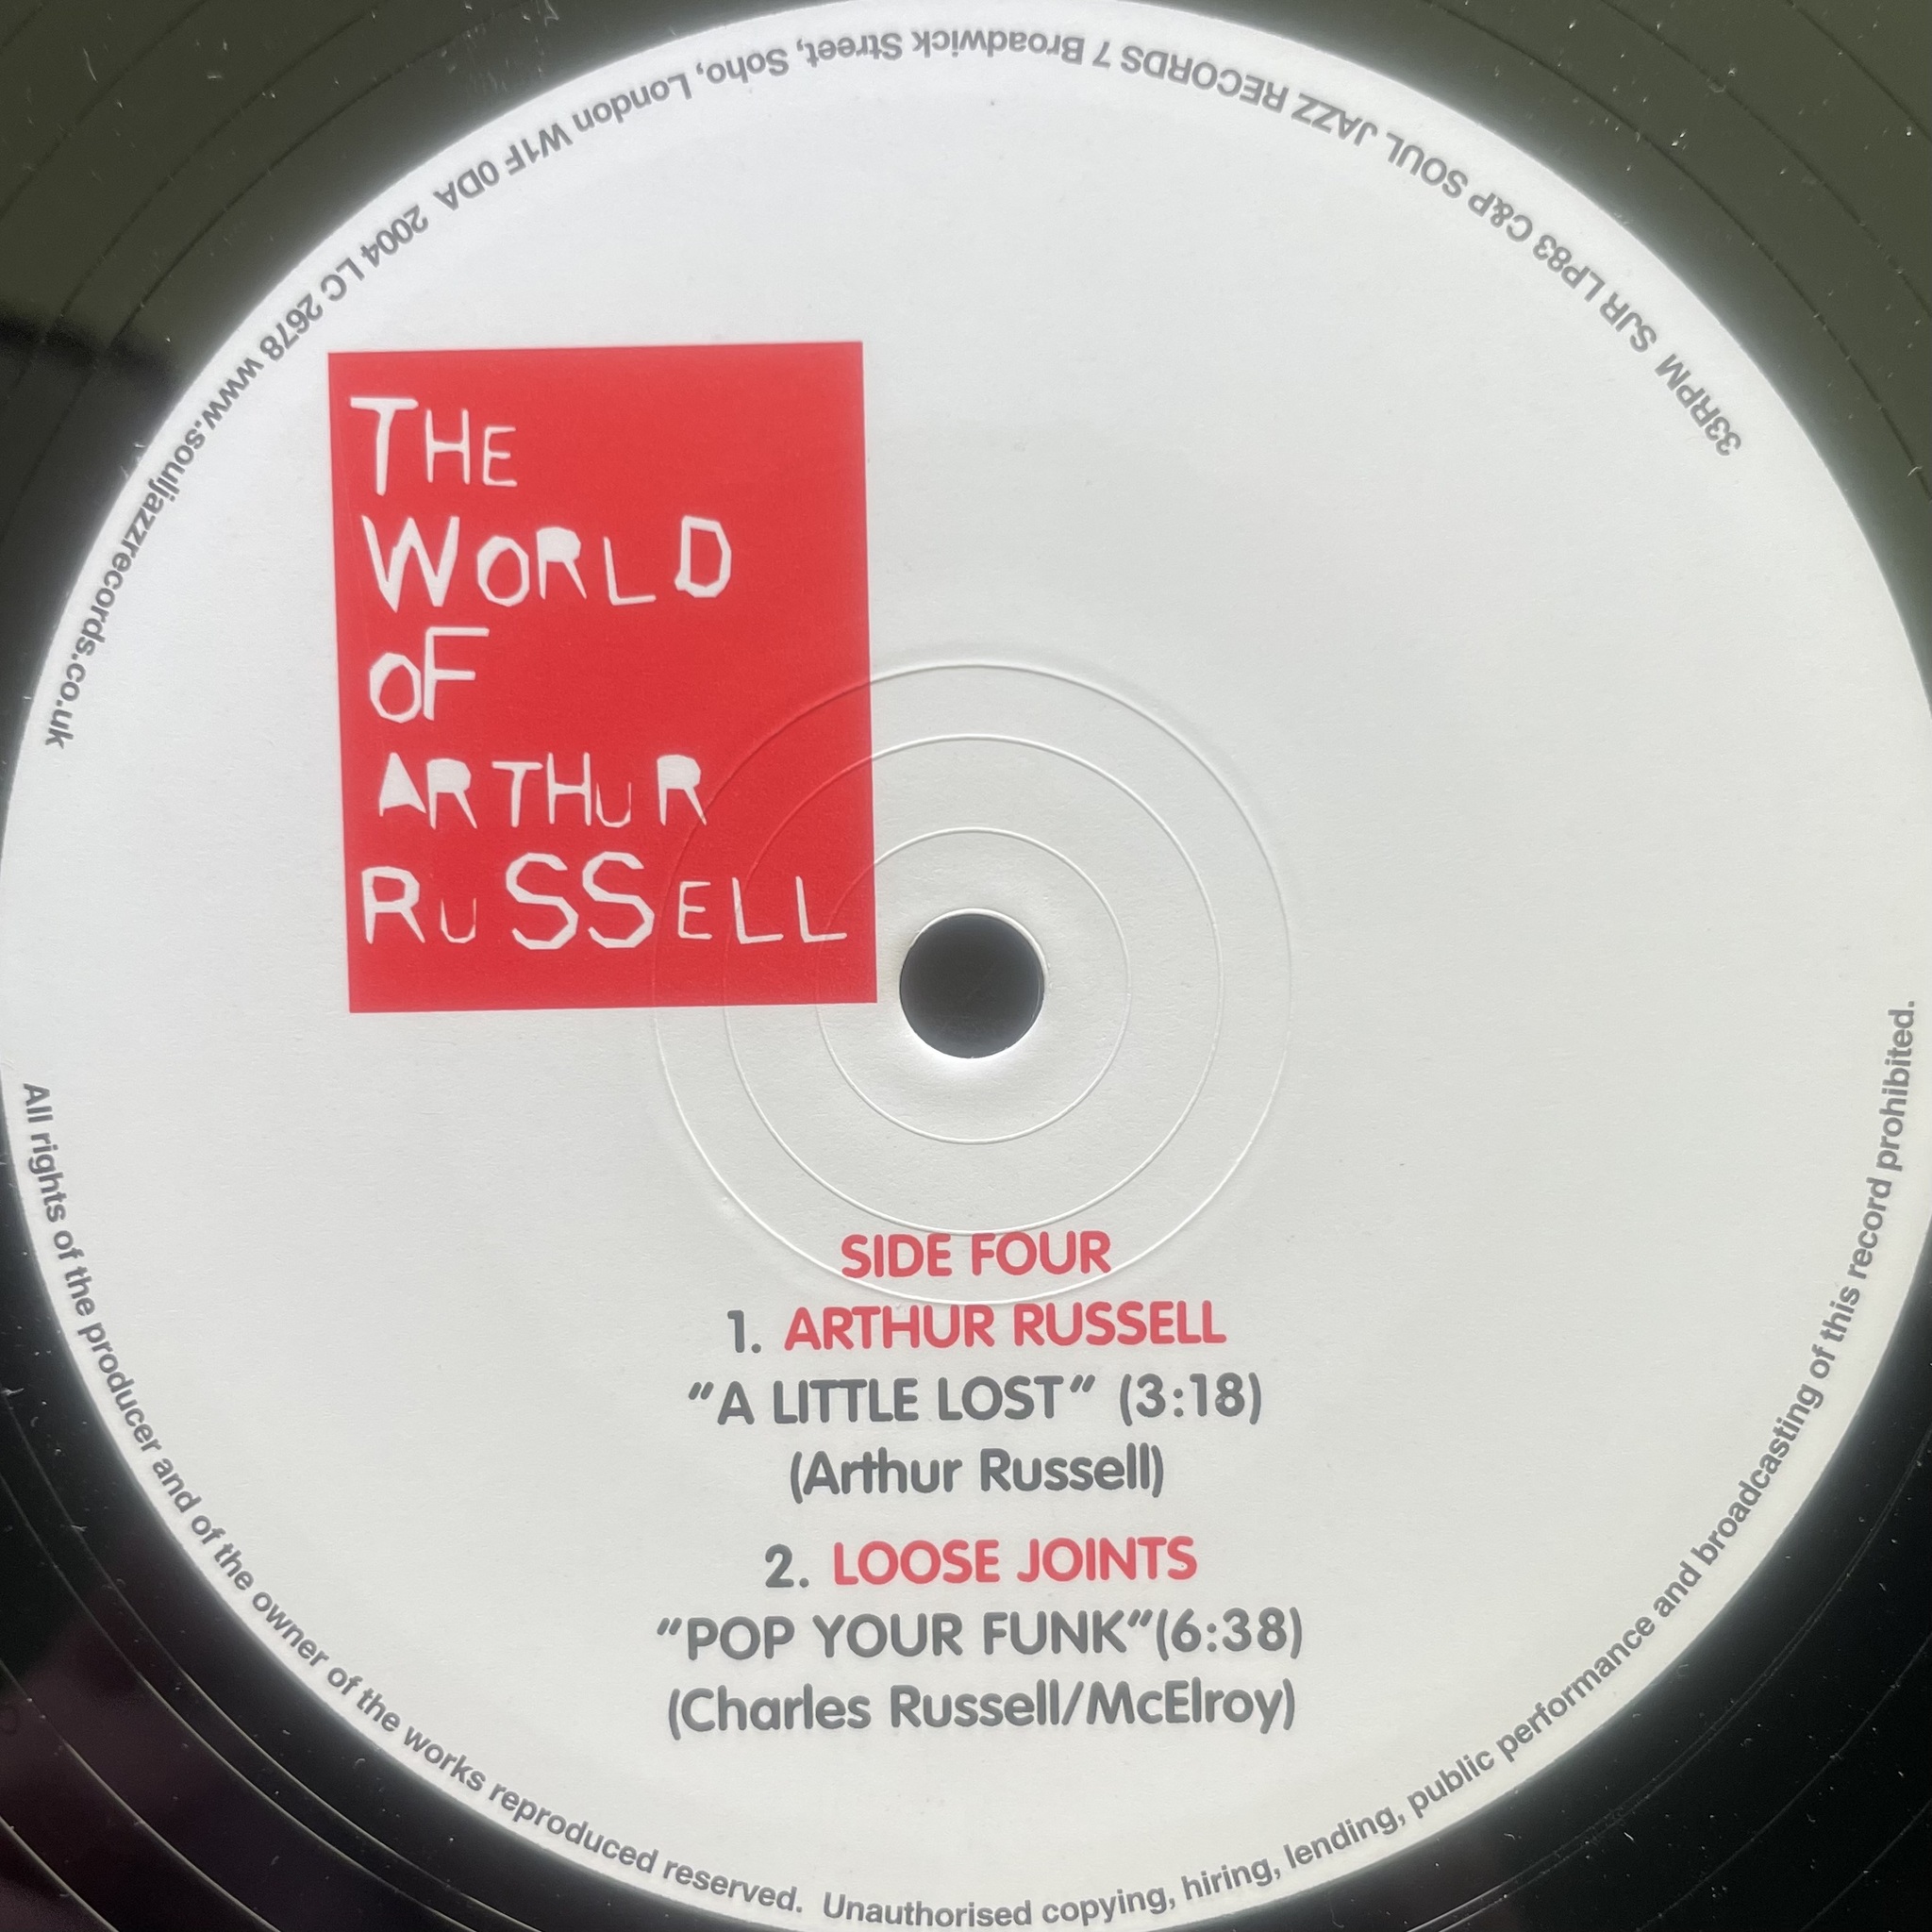 33RPM SJR LP83 C&P SOUL JAZZ RECORDS 7 Broadwick Street, Soho, London W1F 0DA 2004 LC 2678 www.souljazzrecords.co.uk
THE
WORLD
OF
ARTHUR
RUSSELL
SIDE FOUR
1. ARTHUR RUSSELL
"A LITTLE LOST" (3:18)
(Arthur Russell)
2. LOOSE JOINTS
"POP YOUR FUNK"(6:38)
(Charles Russell/McElroy)
All rights of the producer and of the owner of the works reproduced reserved. Unauthorised copying, hiring, lending, public performance and broadcasting of this record prohibited.